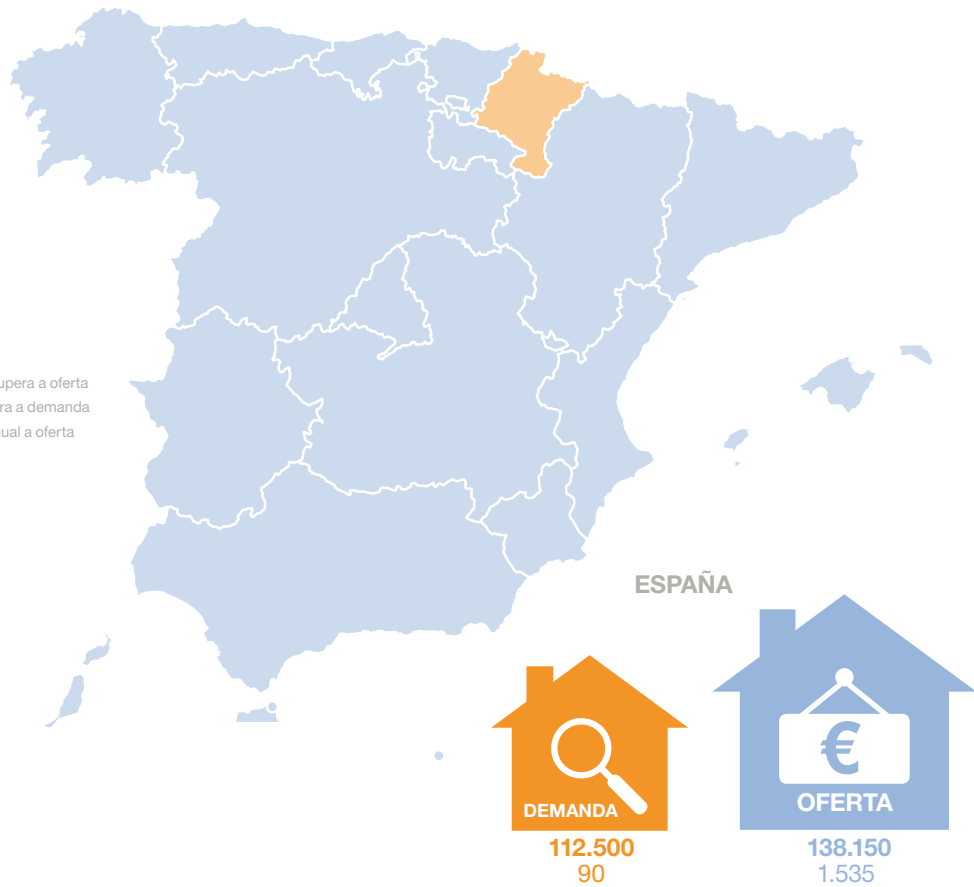 upera a oferta
ra a demanda
ual a oferta
ESPAÑA
€
DEMANDA
OFERTA
112.500
138.150
90
1.535